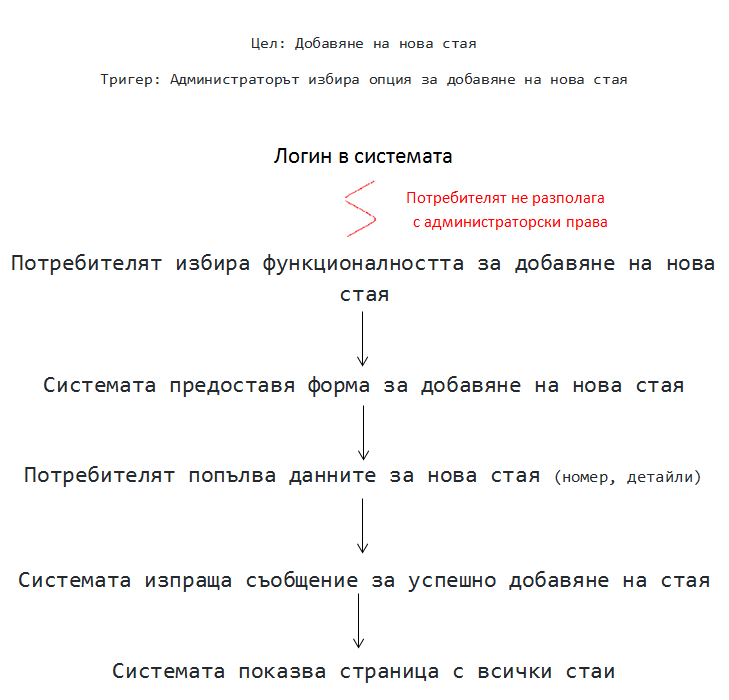 Цел: Добавяне на нова стая
Тригер: Администраторът избира опция за добавяне на нова стая
Логин в системата
Потребителят не разполага
с администраторски права
Потребителят избира функционалността за добавяне на нова
стая
Системата предоставя форма за добавяне на нова стая
Потребителят попълва данните за нова стая (номер, детайли)
Системата изпраща съобщение за успешно добавяне на стая
Системата показва страница с всички стаи